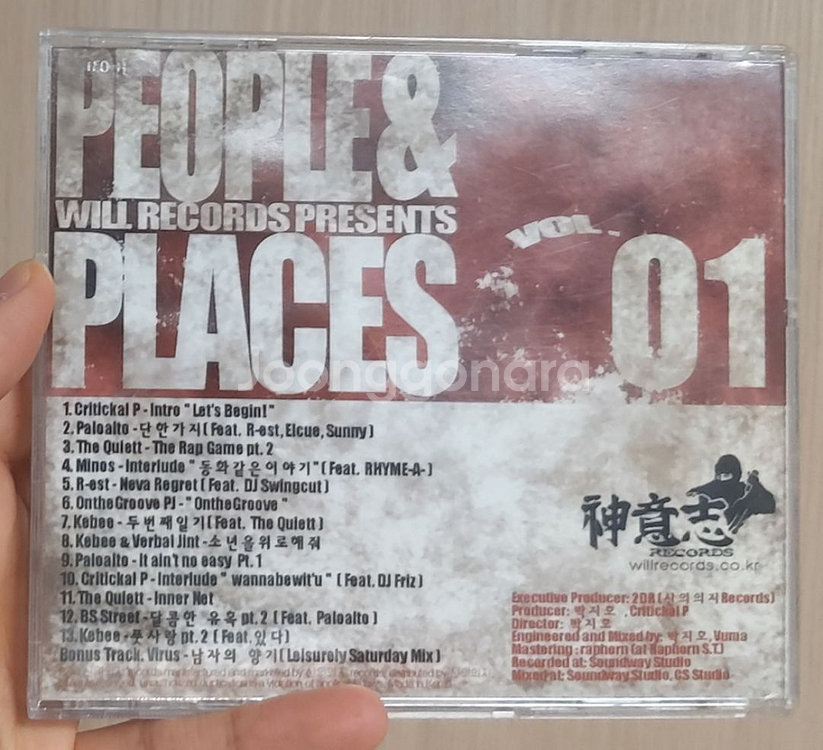 PEOPLE &
WILL RECORDS PRESENTS
PLACES
VOL. 01
Joonggonara
1. Critickal P - Intro " Let's Begin! "
2. Paloalto - 단한가지 ( Feat. R-est, Elcue, Sunny )
3. The Quiett - The Rap Game pt. 2
4. Minos - Interlude " 동화같은이야기 " ( Feat. RHYME-A- )
5. R-est - Neva Regret ( Feat. DJ Swingcut )
6. OntheGroove PJ - " OntheGroove "
7. Kebee - 두번째일기 ( Feat. The Quiett )
8. Kebee & Verbal Jint - 소년을위로해줘
9. Paloalto - It ain't no easy Pt. 1
10. Critickal P - Interlude " wannabewit'u " ( Feat. DJ Friz )
11. The Quiett - Inner Net
12. BS Street - 달콤한 유혹 pt. 2 ( Feat. Paloalto )
13. Kebee - 풋사랑 pt. 2 ( Feat. 있다 )
Bonus Track. Virus - 남자의 향기 ( Leisurely Saturday Mix )
神意志
RECORDS
willrecords.co.kr
Executive Producer: 2DR ( 신의의지 Records )
Producer: 박지호 , Critickal P
Director: 박지호
Engineered and Mixed by: 박지호, Vuma
Mastering : raphorn (at Raphorn S.T.)
Recorded at: Soundway Studio
Mixed at: Soundway Studio, CS Studio